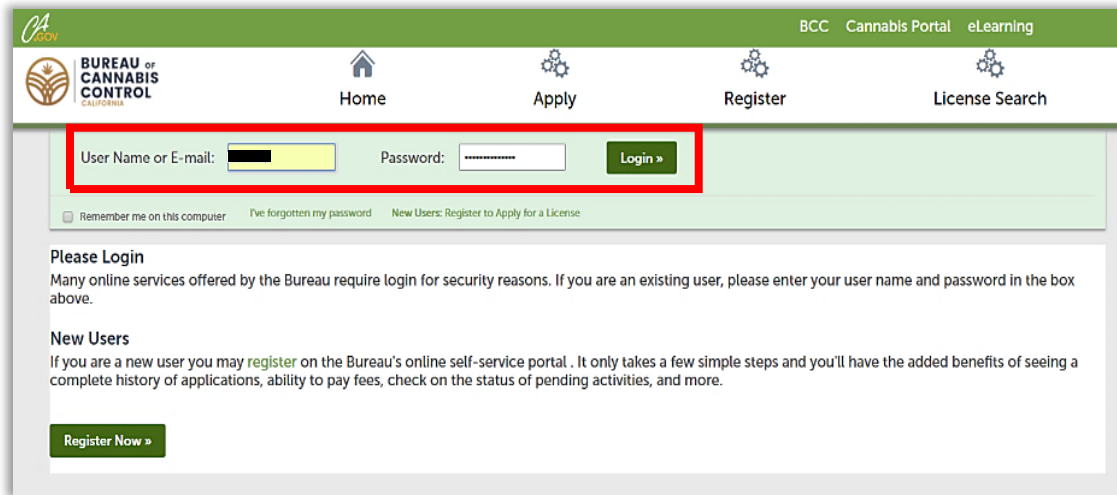 CA
.GOV
BCC Cannabis Portal eLearning
BUREAU OF
CANNABIS
CONTROL
CALIFORNIA
Home Apply Register License Search
User Name or E-mail: Password: Login »
Remember me on this computer I've forgotten my password New Users: Register to Apply for a License
Please Login
Many online services offered by the Bureau require login for security reasons. If you are an existing user, please enter your user name and password in the box
above.
New Users
If you are a new user you may register on the Bureau's online self-service portal . It only takes a few simple steps and you'll have the added benefits of seeing a
complete history of applications, ability to pay fees, check on the status of pending activities, and more.
Register Now »